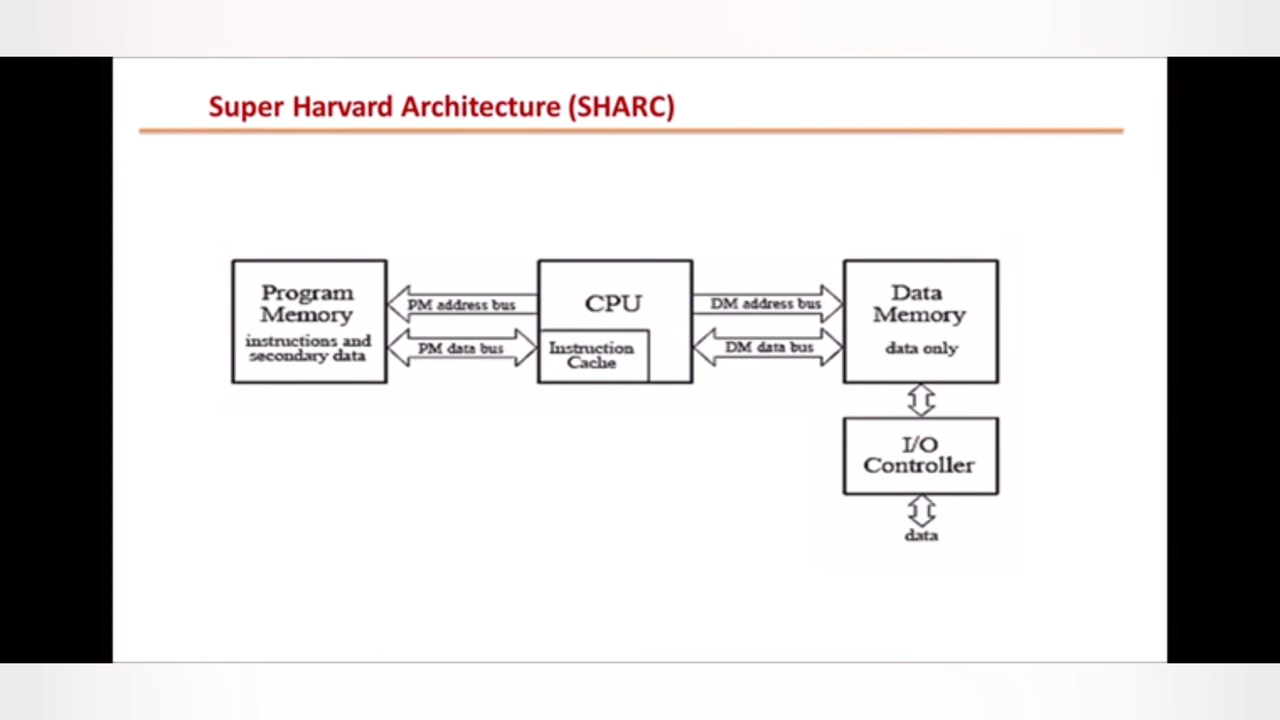 Super Harvard Architecture (SHARC)
Program
Memory
instructions and
secondary data
PM address bus
PM data bus
CPU
Instruction
Cache
DM address bus
DM data bus
Data
Memory
data only
I/O
Controller
data